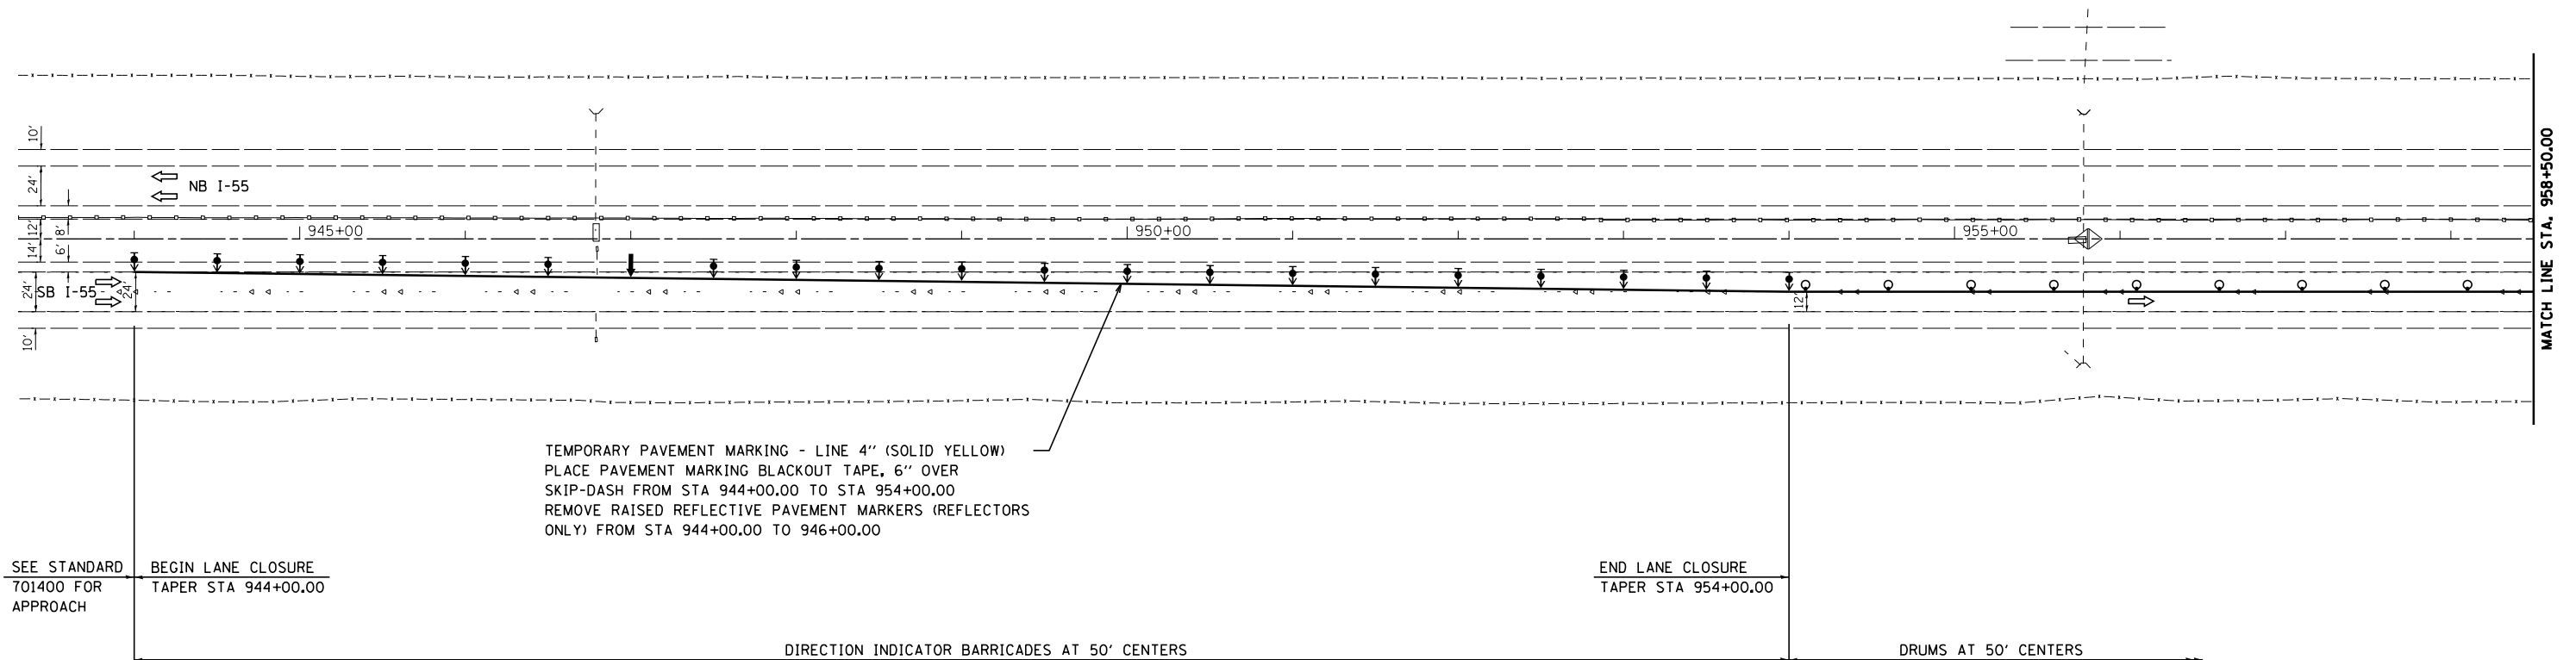 10'
24'
NB I-55
12'
8'
14'
6'
945+00
950+00
955+00
24'
SB I-55
24'
12'
10'
MATCH LINE STA. 958+50.00
TEMPORARY PAVEMENT MARKING - LINE 4'' (SOLID YELLOW)
PLACE PAVEMENT MARKING BLACKOUT TAPE, 6'' OVER
SKIP-DASH FROM STA 944+00.00 TO STA 954+00.00
REMOVE RAISED REFLECTIVE PAVEMENT MARKERS (REFLECTORS
ONLY) FROM STA 944+00.00 TO 946+00.00
SEE STANDARD
701400 FOR
APPROACH
BEGIN LANE CLOSURE
TAPER STA 944+00.00
END LANE CLOSURE
TAPER STA 954+00.00
DIRECTION INDICATOR BARRICADES AT 50' CENTERS
DRUMS AT 50' CENTERS